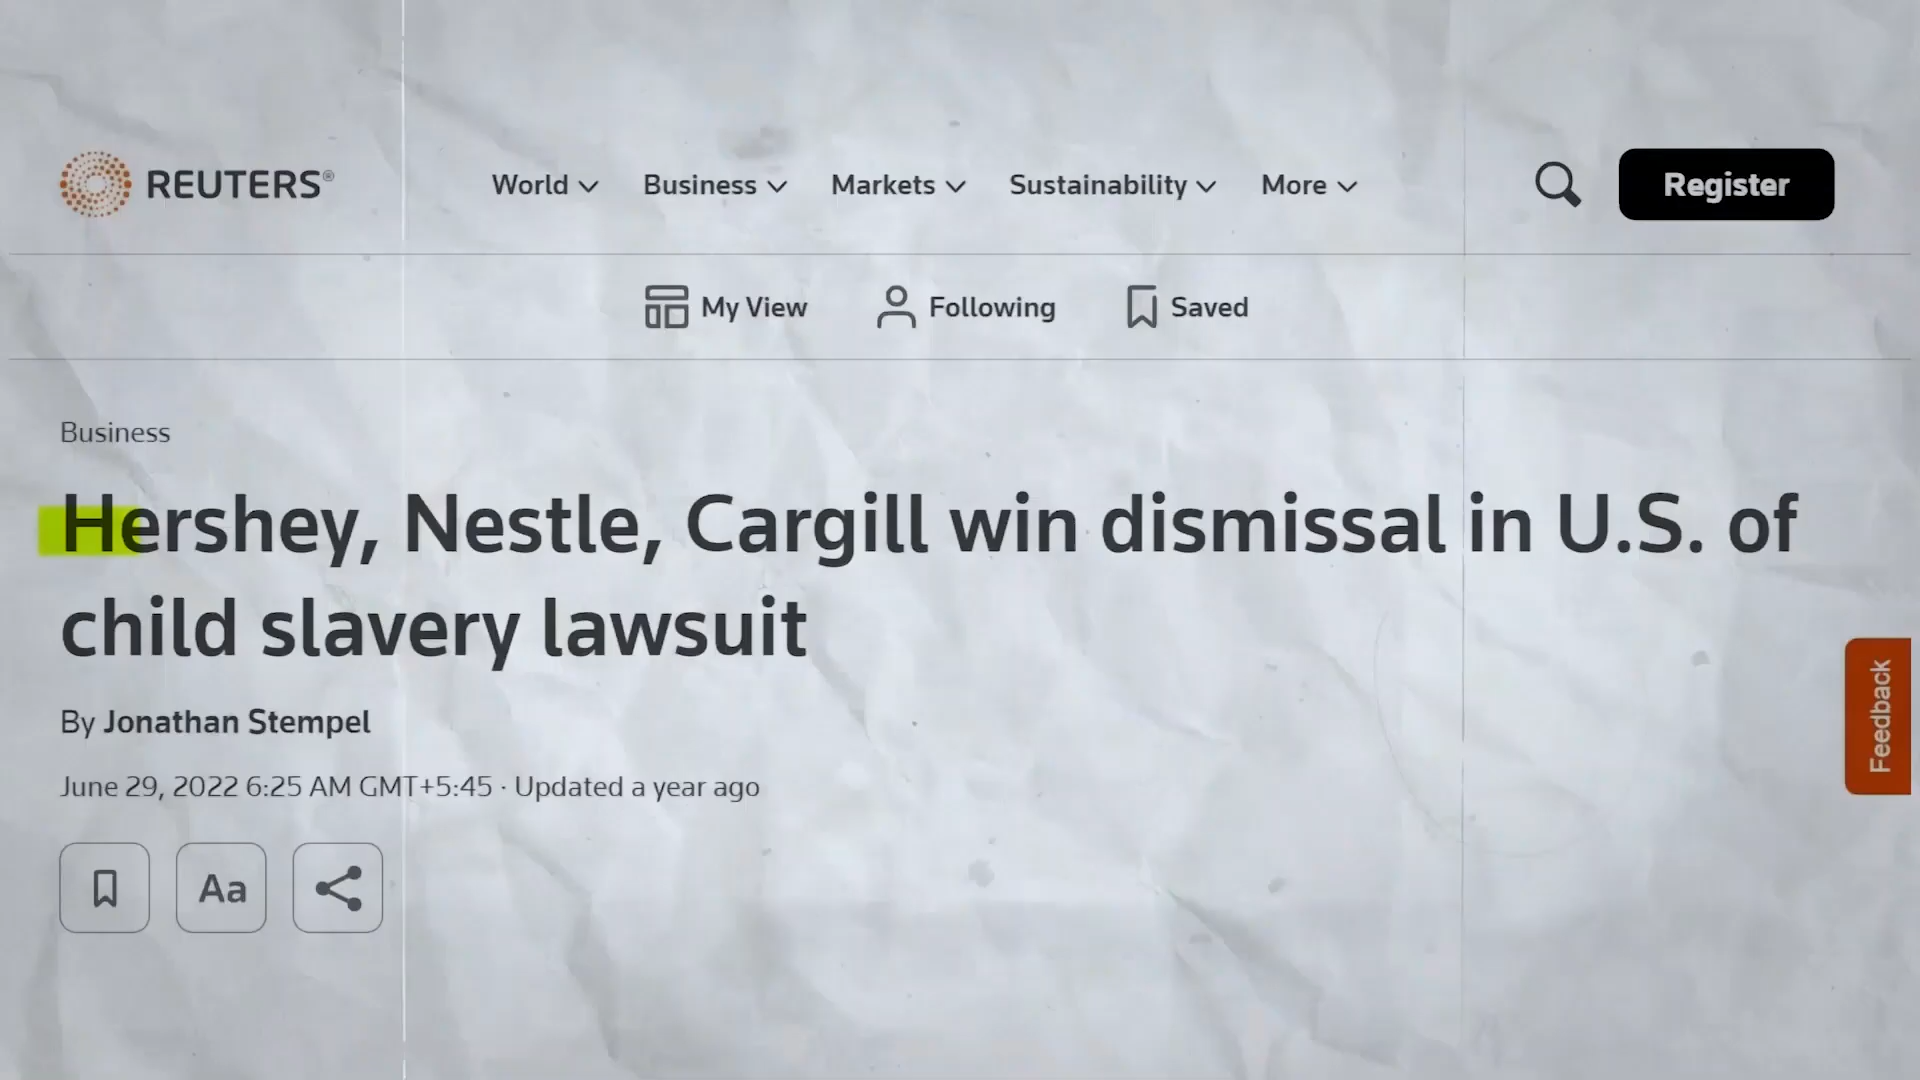 REUTERS®
World
Business
Markets
Sustainability
More
Register
My View
Following
Saved
Business
Hershey, Nestle, Cargill win dismissal in U.S. of
child slavery lawsuit
By Jonathan Stempel
June 29, 2022 6:25 AM GMT+5:45 · Updated a year ago
Aa
Feedback